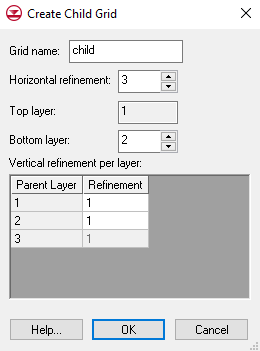 Create Child Grid
Grid name: child
Horizontal refinement: 3
Top layer: 1
Bottom layer: 2
Vertical refinement per layer:
Parent Layer Refinement
1 1
2 1
3 1
Help... OK Cancel